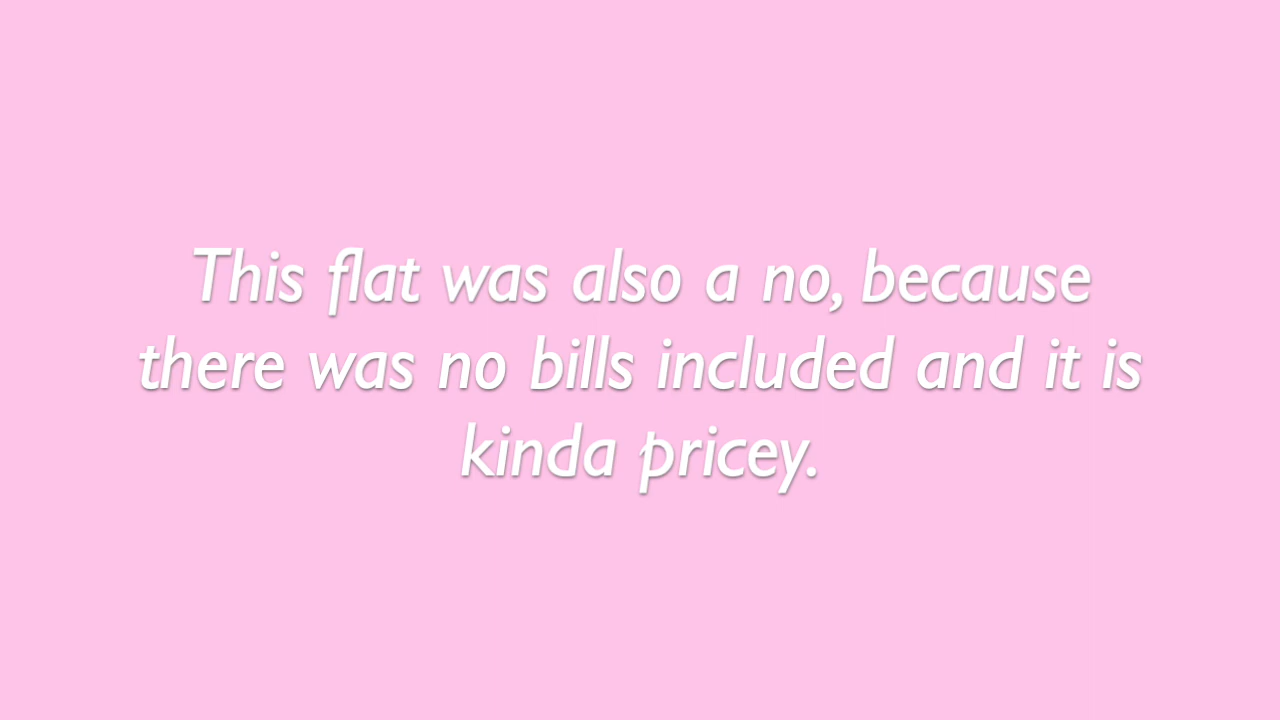 This flat was also a no, because
there was no bills included and it is
kinda pricey.